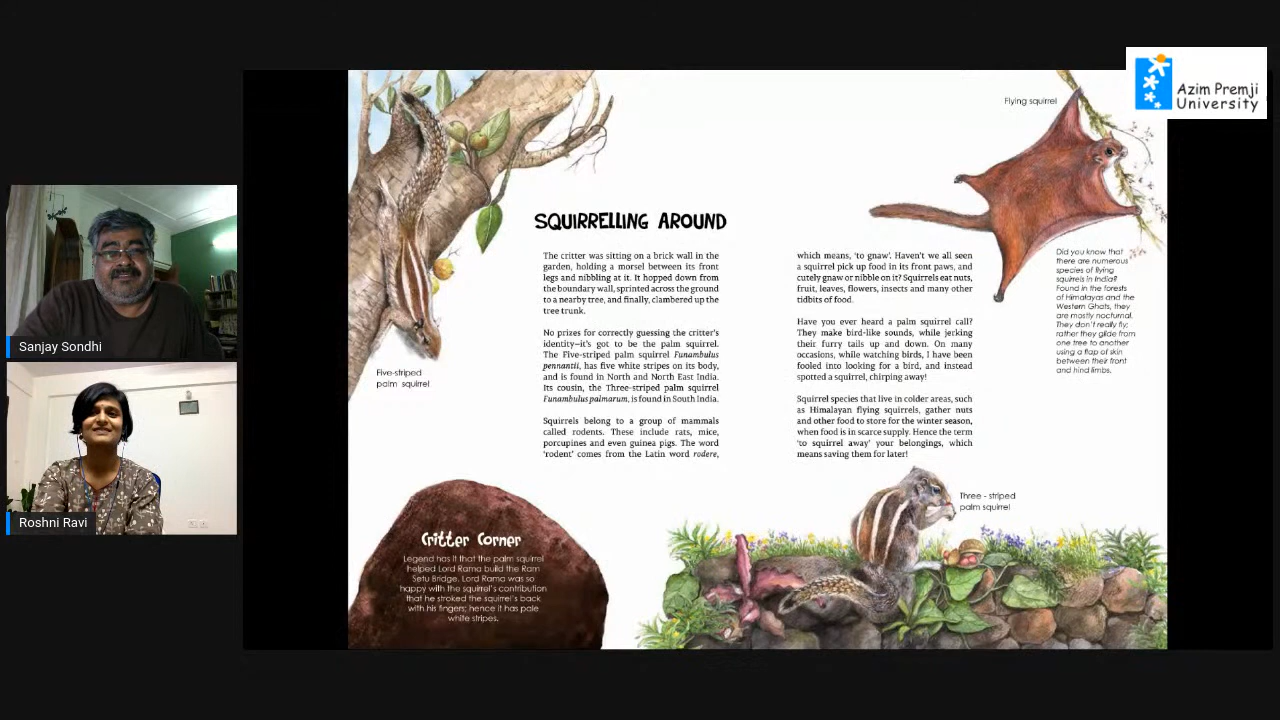 Azim Premji
University
Sanjay Sondhi
Roshni Ravi
Flying squirrel
SQUIRRELLING AROUND
The critter was sitting on a brick wall in the
garden, holding a morsel between its front
legs and nibbling at it. It hopped down from
the boundary wall, sprinted across the ground
to a nearby tree, and finally, clambered up the
tree trunk.
No prizes for correctly guessing the critter's
identity—it's got to be the palm squirrel.
The Five-striped palm squirrel Funambulus
pennantii, has five white stripes on its body,
and is found in North and North East India.
Its cousin, the Three-striped palm squirrel
Funambulus palmarum, is found in South India.
Squirrels belong to a group of mammals
called rodents. These include rats, mice,
porcupines and even guinea pigs. The word
'rodent' comes from the Latin word rodere,
which means, 'to gnaw'. Haven't we all seen
a squirrel pick up food in its front paws, and
cutely gnaw or nibble on it? Squirrels eat nuts,
fruit, leaves, flowers, insects and many other
tidbits of food.
Have you ever heard a palm squirrel call?
They make bird-like sounds, while jerking
their furry tails up and down. On many
occasions, while watching birds, I have been
fooled into looking for a bird, and instead
spotted a squirrel, chirping away!
Squirrel species that live in colder areas, such
as Himalayan flying squirrels, gather nuts
and other food to store for the winter season,
when food is in scarce supply. Hence the term
'to squirrel away' your belongings, which
means saving them for later!
Did you know that
there are numerous
species of flying
squirrels in India?
Found in the forests
of Himalayas and the
Western Ghats, they
are mostly nocturnal.
They don't really fly;
rather they glide from
one tree to another
using a flap of skin
between their front
and hind limbs.
Five-striped
palm squirrel
Three - striped
palm squirrel
Critter Corner
Legend has it that the palm squirrel
helped Lord Rama build the Ram
Setu Bridge. Lord Rama was so
happy with the squirrel's contribution
that he stroked the squirrel's back
with his fingers; hence it has pale
white stripes.